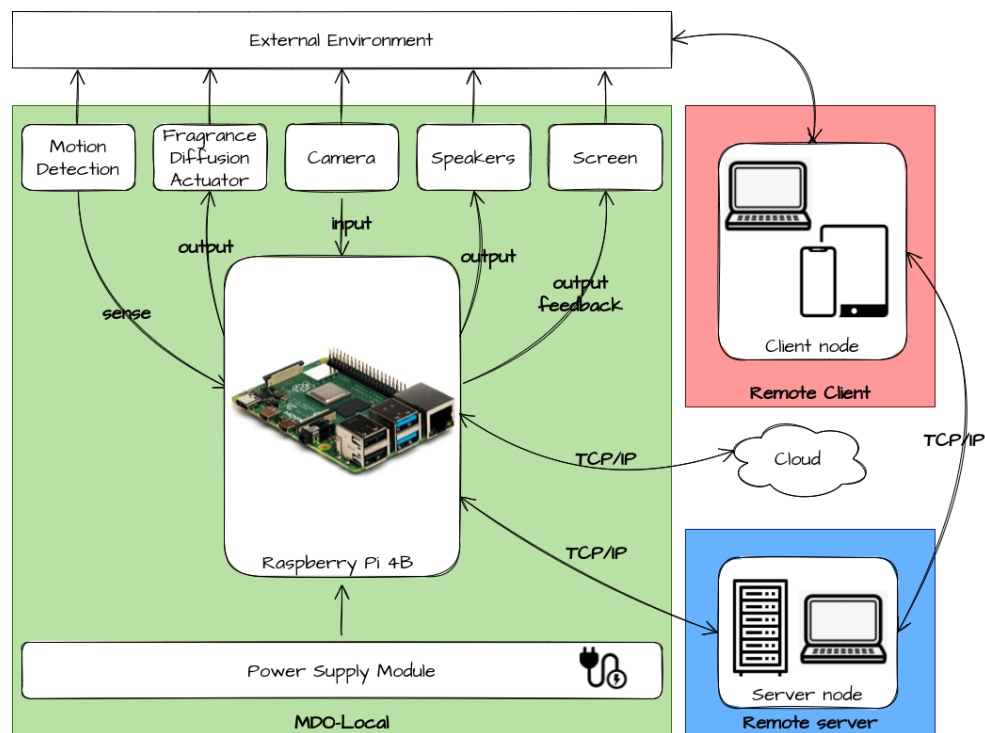 External Environment
Motion
Detection
Fragrance
Diffusion
Actuator
Camera
Speakers
Screen
input
output
output
output
feedback
sense
Client node
Remote Client
TCP/IP
Cloud
TCP/IP
TCP/IP
Raspberry Pi 4B
Power Supply Module
Server node
MDO-Local
Remote server